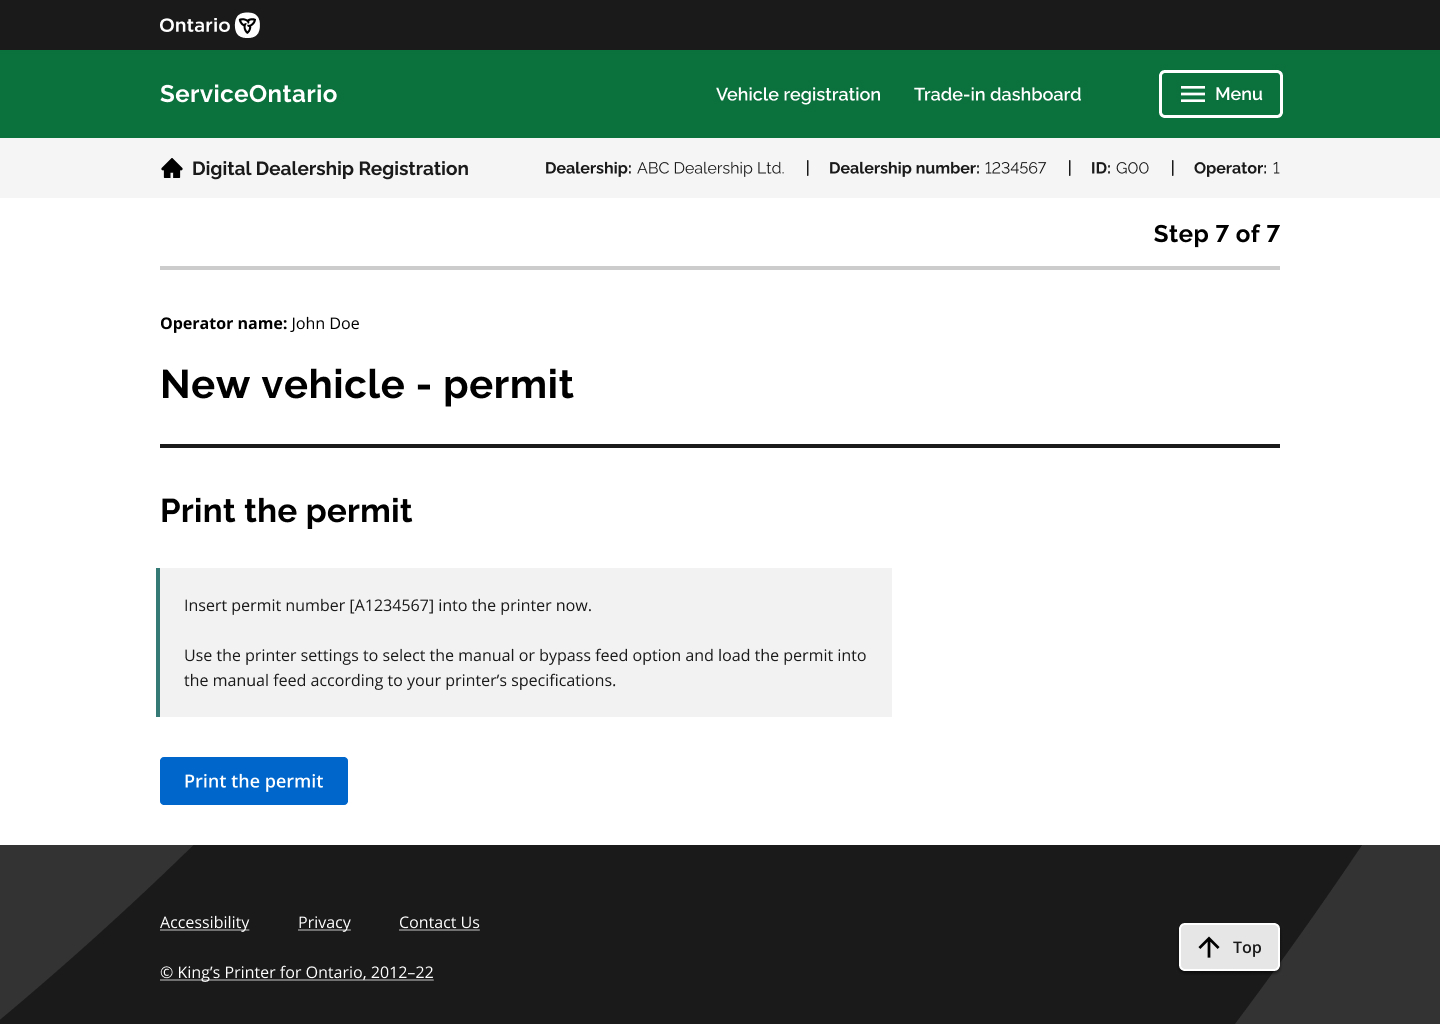 Ontario
ServiceOntario
Vehicle registration
Trade-in dashboard
Menu
Digital Dealership Registration
Dealership: ABC Dealership Ltd. | Dealership number: 1234567 | ID: G00 | Operator: 1
Step 7 of 7
Operator name: John Doe
New vehicle - permit
Print the permit
Insert permit number [A1234567] into the printer now.
Use the printer settings to select the manual or bypass feed option and load the permit into
the manual feed according to your printer’s specifications.
Print the permit
Accessibility
Privacy
Contact Us
Top
© King’s Printer for Ontario, 2012–22